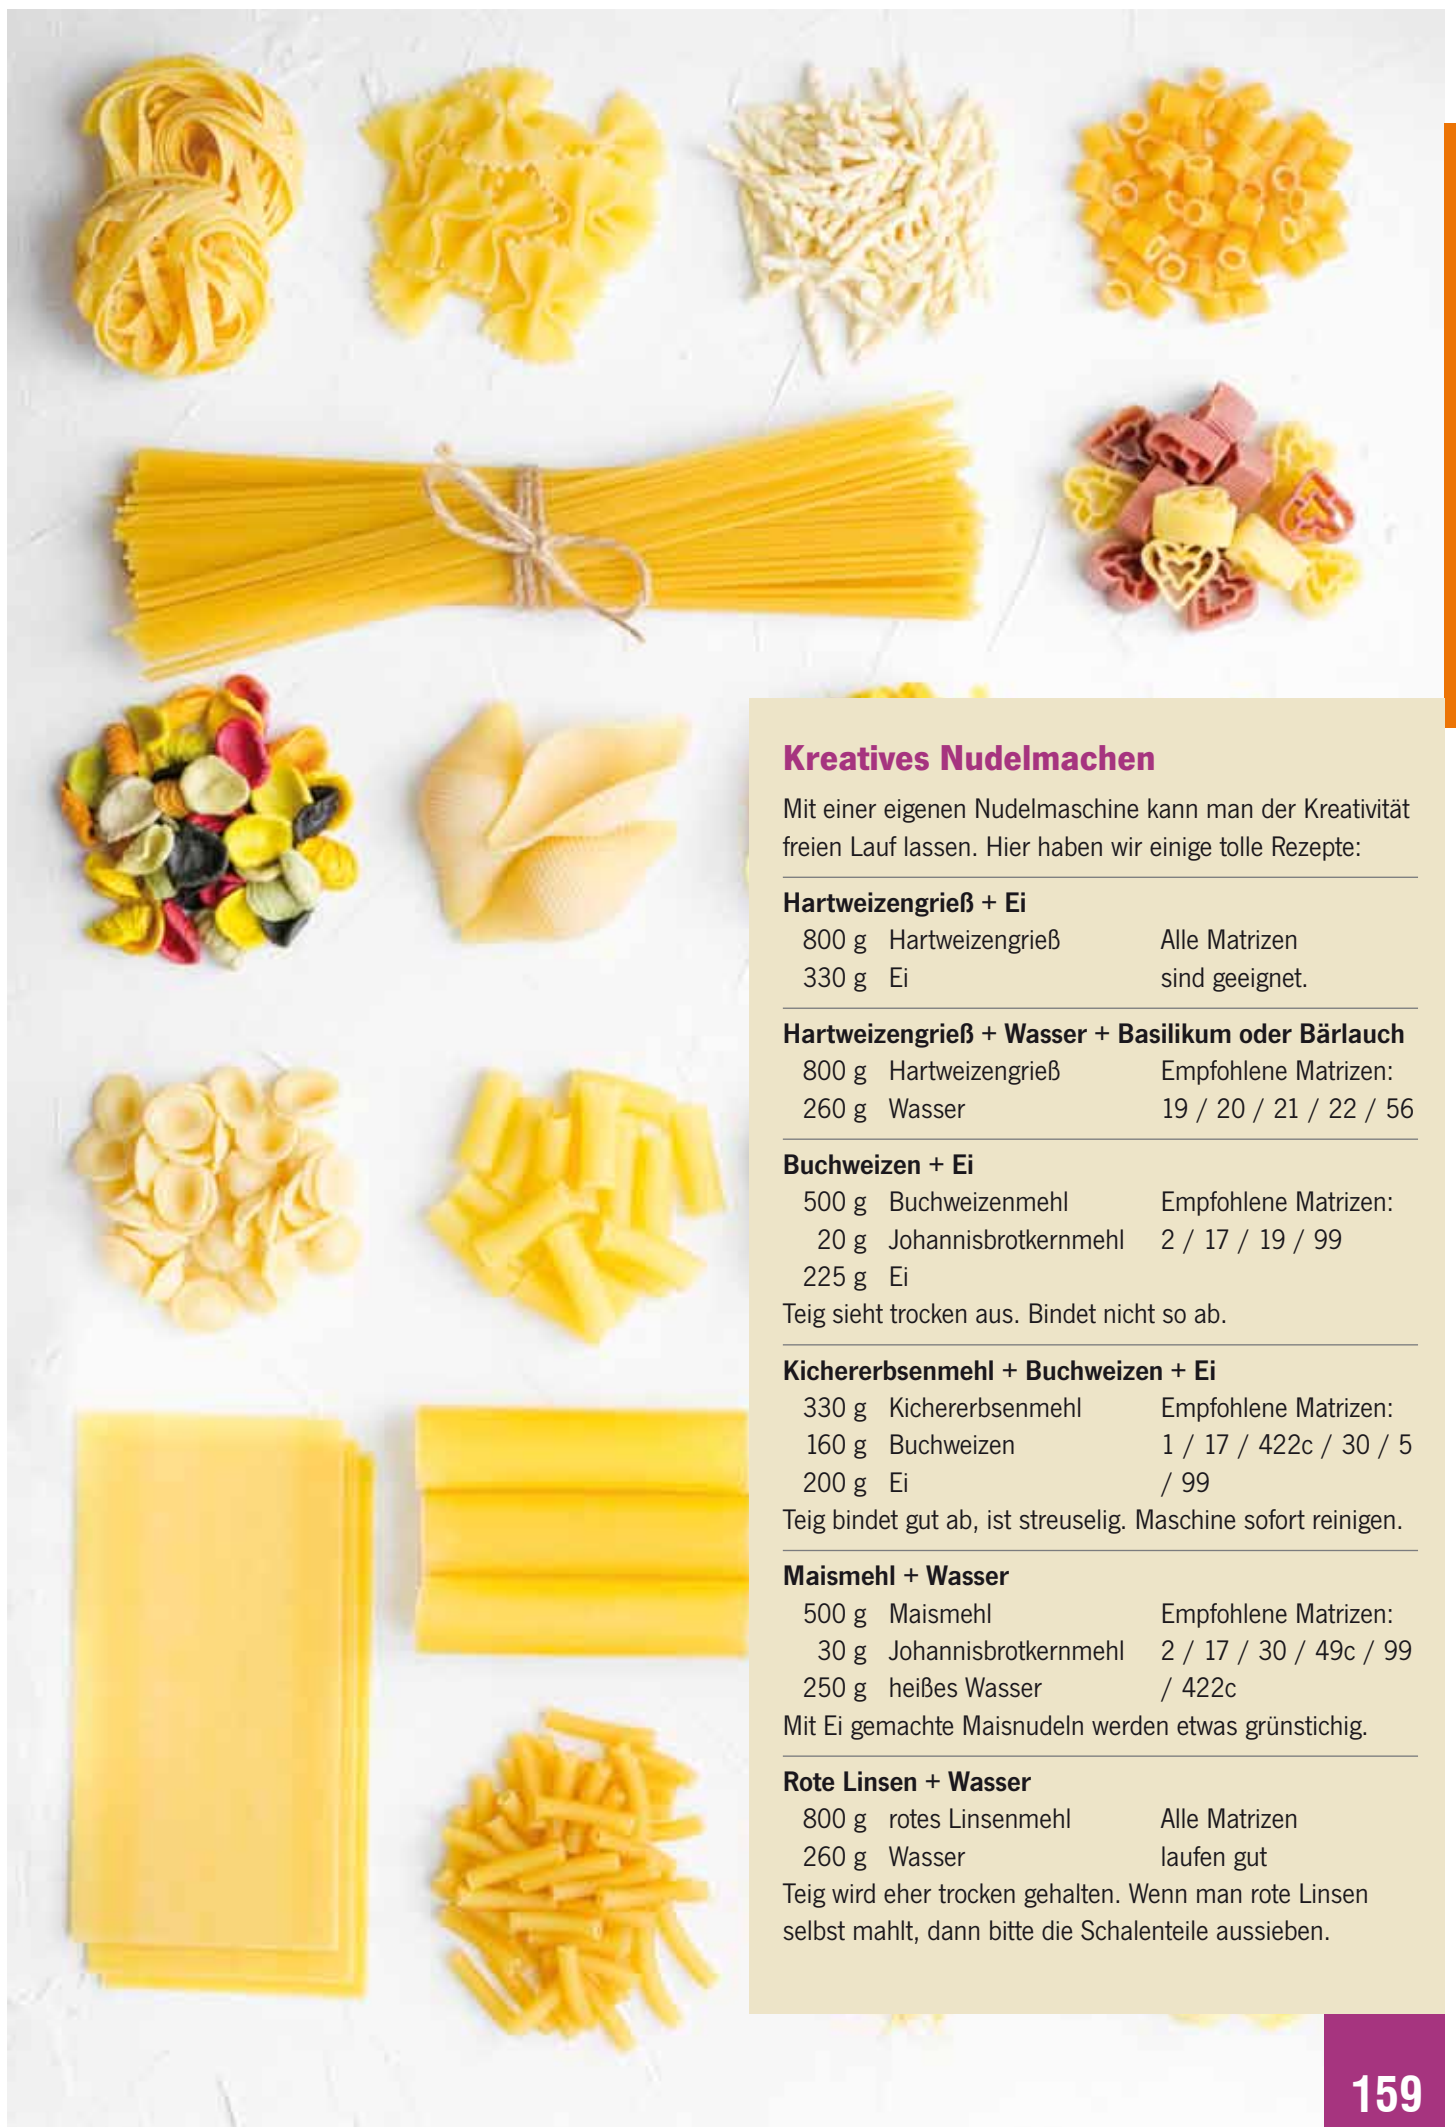 Kreatives Nudelmachen
Mit einer eigenen Nudelmaschine kann man der Kreativität
freien Lauf lassen. Hier haben wir einige tolle Rezepte:
Hartweizengrieß + Ei
800 g Hartweizengrieß Alle Matrizen
330 g Ei sind geeignet.
Hartweizengrieß + Wasser + Basilikum oder Bärlauch
800 g Hartweizengrieß Empfohlene Matrizen:
260 g Wasser 19 / 20 / 21 / 22 / 56
Buchweizen + Ei
500 g Buchweizenmehl Empfohlene Matrizen:
20 g Johannisbrotkernmehl 2 / 17 / 19 / 99
225 g Ei
Teig sieht trocken aus. Bindet nicht so ab.
Kichererbsenmehl + Buchweizen + Ei
330 g Kichererbsenmehl Empfohlene Matrizen:
160 g Buchweizen 1 / 17 / 422c / 30 / 5
200 g Ei / 99
Teig bindet gut ab, ist streuselig. Maschine sofort reinigen.
Maismehl + Wasser
500 g Maismehl Empfohlene Matrizen:
30 g Johannisbrotkernmehl 2 / 17 / 30 / 49c / 99
250 g heißes Wasser / 422c
Mit Ei gemachte Maisnudeln werden etwas grünstichig.
Rote Linsen + Wasser
800 g rotes Linsenmehl Alle Matrizen
260 g Wasser laufen gut
Teig wird eher trocken gehalten. Wenn man rote Linsen
selbst mahlt, dann bitte die Schalenteile aussieben.
159